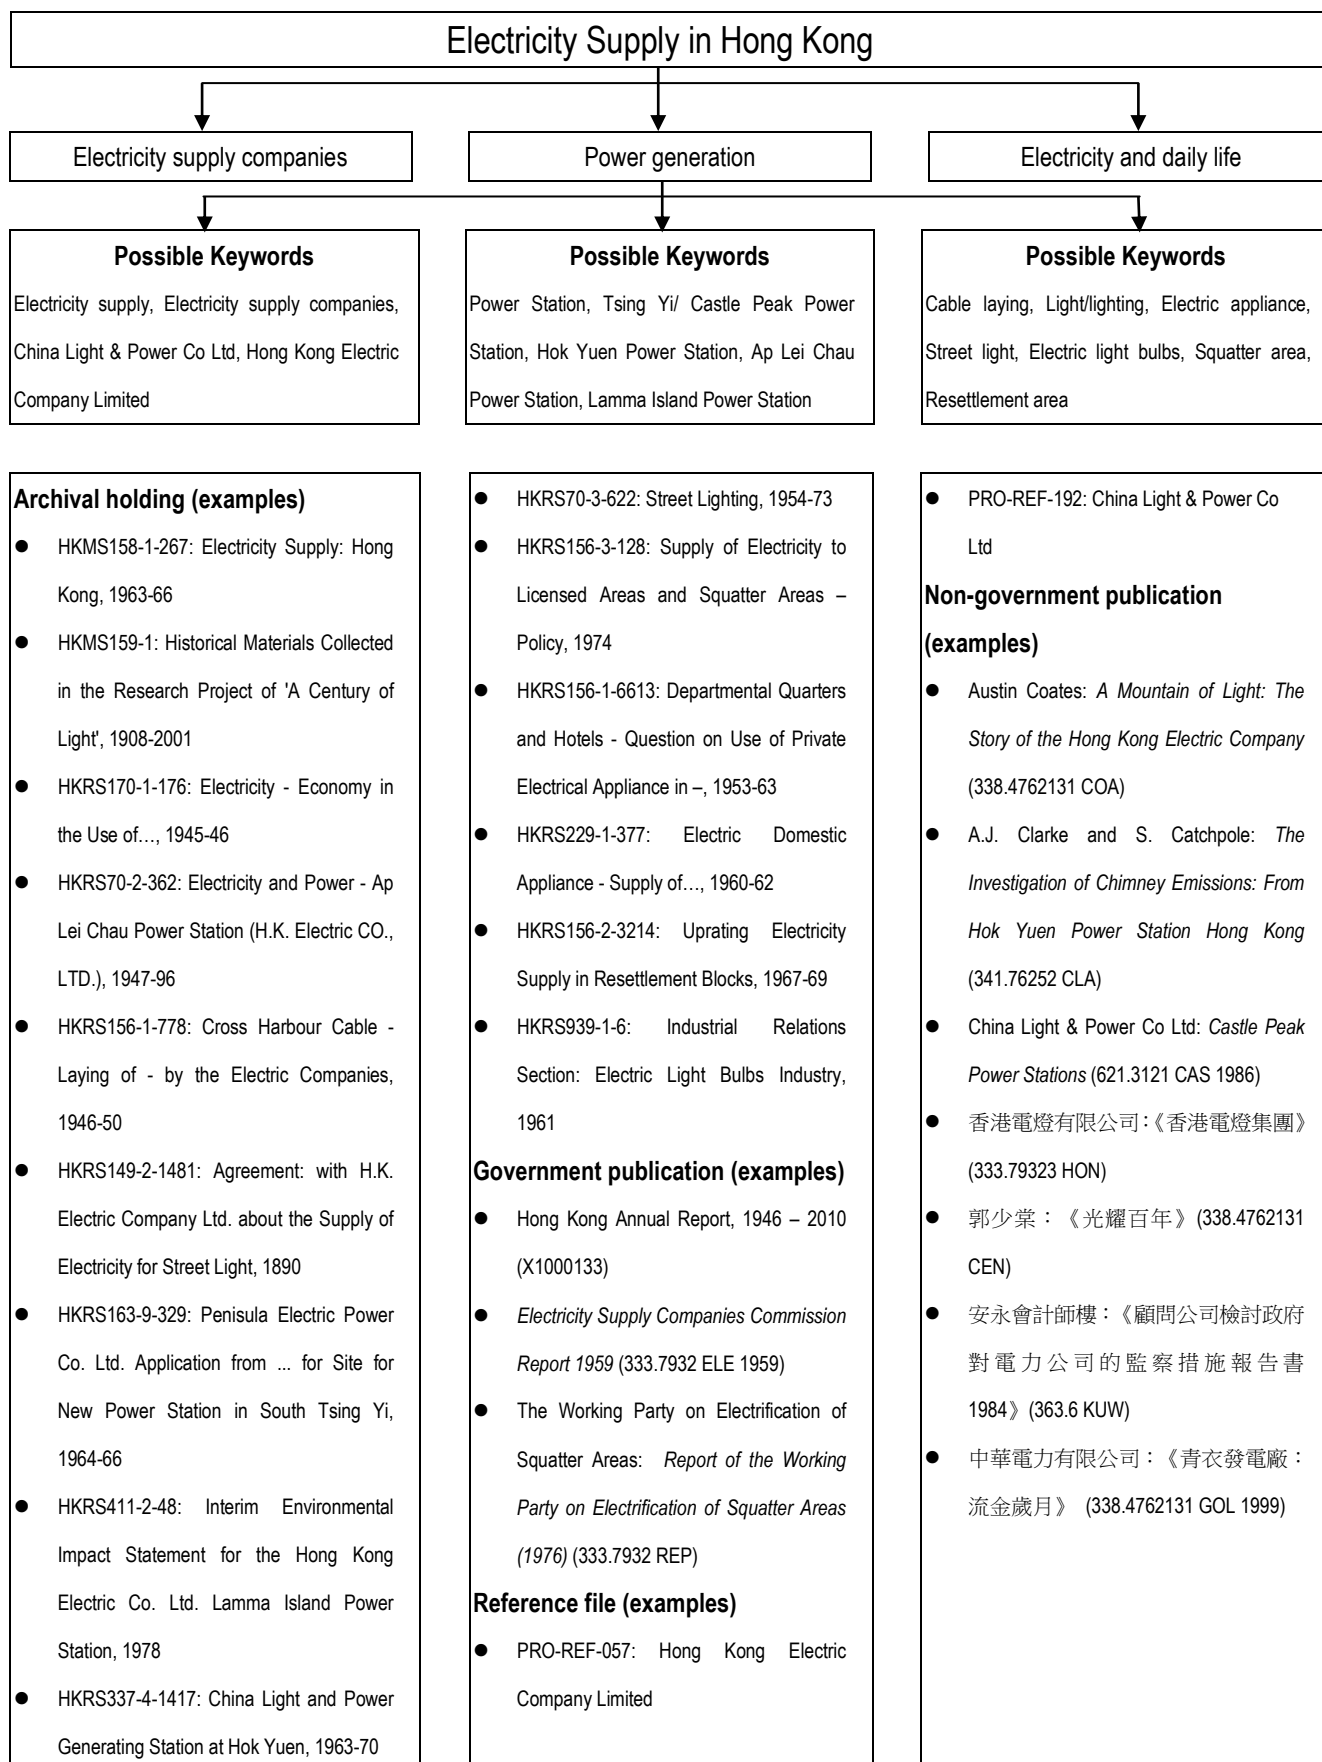 Electricity Supply in Hong Kong
Electricity supply companies
Power generation
Electricity and daily life
Possible Keywords
Electricity supply, Electricity supply companies,
China Light & Power Co Ltd, Hong Kong Electric
Company Limited
Possible Keywords
Power Station, Tsing Yi/ Castle Peak Power
Station, Hok Yuen Power Station, Ap Lei Chau
Power Station, Lamma Island Power Station
Possible Keywords
Cable laying, Light/lighting, Electric appliance,
Street light, Electric light bulbs, Squatter area,
Resettlement area
Archival holding (examples)
● HKMS158-1-267: Electricity Supply: Hong
Kong, 1963-66
● HKMS159-1: Historical Materials Collected
in the Research Project of 'A Century of
Light', 1908-2001
● HKRS170-1-176: Electricity - Economy in
the Use of…, 1945-46
● HKRS70-2-362: Electricity and Power - Ap
Lei Chau Power Station (H.K. Electric CO.,
LTD.), 1947-96
● HKRS156-1-778: Cross Harbour Cable -
Laying of - by the Electric Companies,
1946-50
● HKRS149-2-1481: Agreement: with H.K.
Electric Company Ltd. about the Supply of
Electricity for Street Light, 1890
● HKRS163-9-329: Penisula Electric Power
Co. Ltd. Application from ... for Site for
New Power Station in South Tsing Yi,
1964-66
● HKRS411-2-48: Interim Environmental
Impact Statement for the Hong Kong
Electric Co. Ltd. Lamma Island Power
Station, 1978
● HKRS337-4-1417: China Light and Power
Generating Station at Hok Yuen, 1963-70
● HKRS70-3-622: Street Lighting, 1954-73
● HKRS156-3-128: Supply of Electricity to
Licensed Areas and Squatter Areas –
Policy, 1974
● HKRS156-1-6613: Departmental Quarters
and Hotels - Question on Use of Private
Electrical Appliance in –, 1953-63
● HKRS229-1-377: Electric Domestic
Appliance - Supply of…, 1960-62
● HKRS156-2-3214: Uprating Electricity
Supply in Resettlement Blocks, 1967-69
● HKRS939-1-6: Industrial Relations
Section: Electric Light Bulbs Industry,
1961
Government publication (examples)
● Hong Kong Annual Report, 1946 – 2010
(X1000133)
● Electricity Supply Companies Commission
Report 1959 (333.7932 ELE 1959)
● The Working Party on Electrification of
Squatter Areas: Report of the Working
Party on Electrification of Squatter Areas
(1976) (333.7932 REP)
Reference file (examples)
● PRO-REF-057: Hong Kong Electric
Company Limited
● PRO-REF-192: China Light & Power Co
Ltd
Non-government publication
(examples)
● Austin Coates: A Mountain of Light: The
Story of the Hong Kong Electric Company
(338.4762131 COA)
● A.J. Clarke and S. Catchpole: The
Investigation of Chimney Emissions: From
Hok Yuen Power Station Hong Kong
(341.76252 CLA)
● China Light & Power Co Ltd: Castle Peak
Power Stations (621.3121 CAS 1986)
● 香港電燈有限公司：《香港電燈集團》
(333.79323 HON)
● 郭少棠：《光耀百年》(338.4762131
CEN)
● 安永會計師樓：《顧問公司檢討政府
對電力公司的監察措施報告書
1984》(363.6 KUW)
● 中華電力有限公司：《青衣發電廠：
流金歲月》 (338.4762131 GOL 1999)